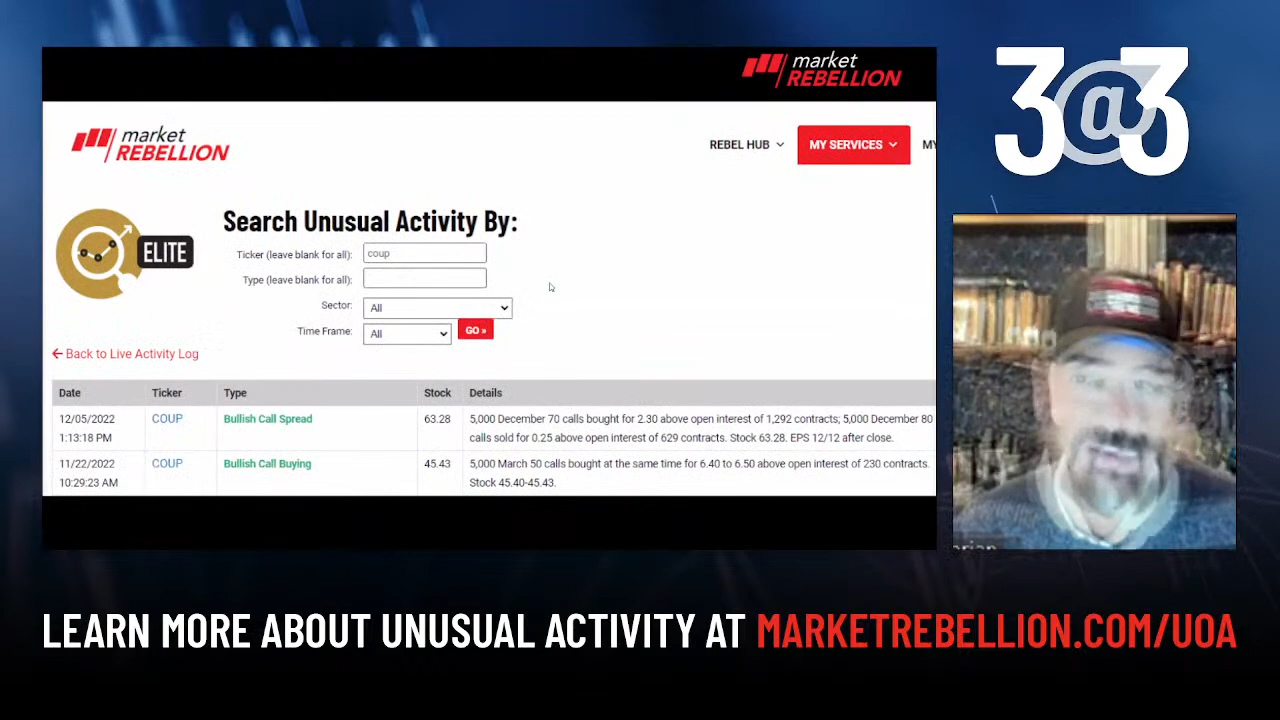 market
REBELLION
3@3
market
REBELLION
REBEL HUB
MY SERVICES
MY
ELITE
Search Unusual Activity By:
Ticker (leave blank for all):
coup
Type (leave blank for all):
Sector:
All
Time Frame:
All
GO »
Back to Live Activity Log
Date Ticker Type Stock Details
12/05/2022 COUP Bullish Call Spread 63.28 5,000 December 70 calls bought for 2.30 above open interest of 1,292 contracts; 5,000 December 80
1:13:18 PM calls sold for 0.25 above open interest of 629 contracts. Stock 63.28. EPS 12/12 after close.
11/22/2022 COUP Bullish Call Buying 45.43 5,000 March 50 calls bought at the same time for 6.40 to 6.50 above open interest of 230 contracts.
10:29:23 AM Stock 45.40-45.43.
LEARN MORE ABOUT UNUSUAL ACTIVITY AT MARKETREBELLION.COM/UOA